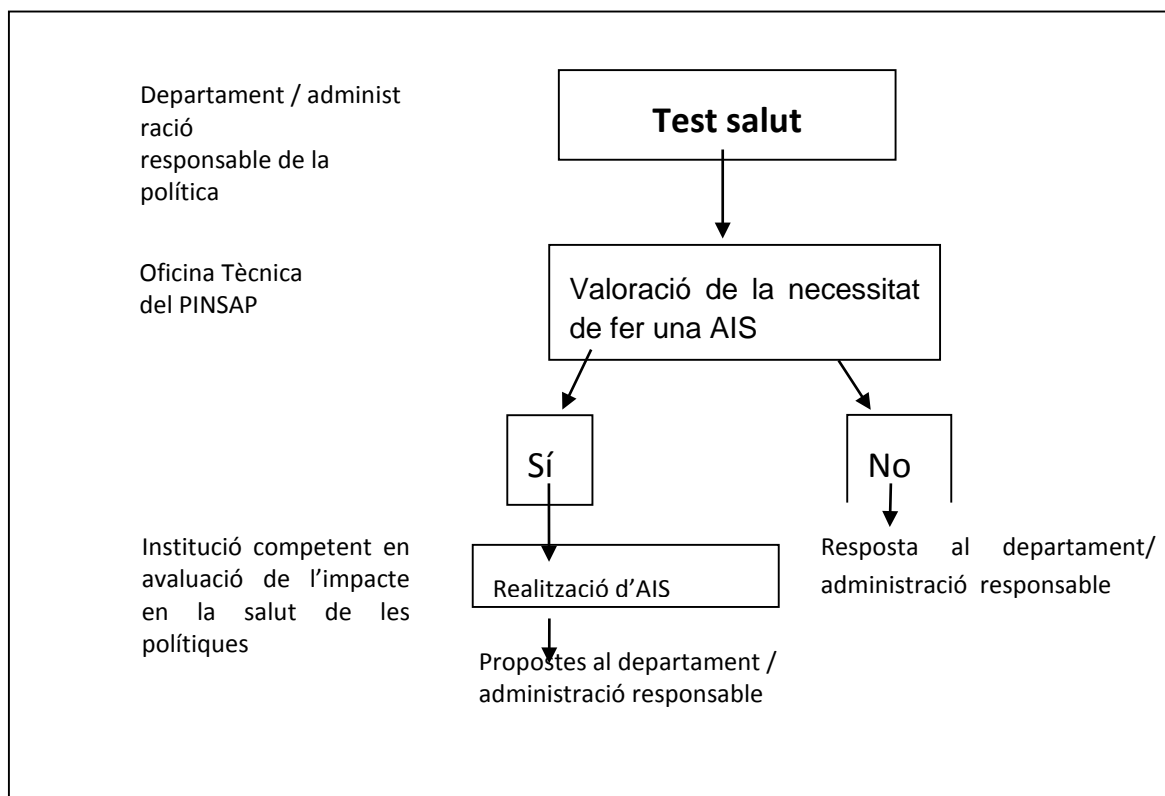 Departament / administ
ració
responsable de la
política
Test salut
Oficina Tècnica
del PINSAP
Valoració de la necessitat
de fer una AIS
Sí
No
Institució competent en
avaluació de l’impacte
en la salut de les
polítiques
Realització d’AIS
Resposta al departament/
administració responsable
Propostes al departament /
administració responsable